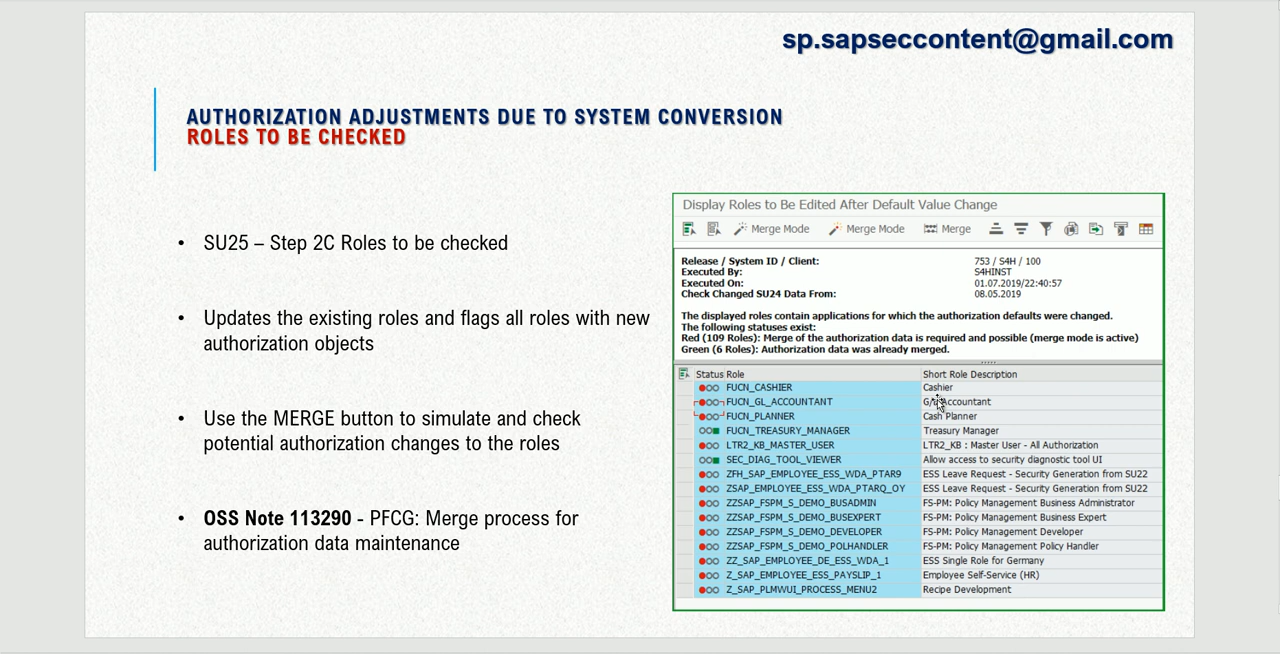 sp.sapseccontent@gmail.com
AUTHORIZATION ADJUSTMENTS DUE TO SYSTEM CONVERSION
ROLES TO BE CHECKED
• SU25 – Step 2C Roles to be checked
• Updates the existing roles and flags all roles with new
authorization objects
• Use the MERGE button to simulate and check
potential authorization changes to the roles
• OSS Note 113290 - PFCG: Merge process for
authorization data maintenance
Display Roles to Be Edited After Default Value Change
Merge Mode Merge Mode Merge
Release / System ID / Client: 753 / S4H / 100
Executed By: S4HINST
Executed On: 01.07.2019/22:40:57
Check Changed SU24 Data From: 08.05.2019
The displayed roles contain applications for which the authorization defaults were changed.
The following statuses exist:
Red (109 Roles): Merge of the authorization data is required and possible (merge mode is active)
Green (6 Roles): Authorization data was already merged.
Status Role Short Role Description
FUCN_CASHIER Cashier
FUCN_GL_ACCOUNTANT Accountant
FUCN_PLANNER Cash Planner
FUCN_TREASURY_MANAGER Treasury Manager
LTR2_KB_MASTER_USER LTR2_KB : Master User - All Authorization
SEC_DIAG_TOOL_VIEWER Allow access to security diagnostic tool UI
ZFH_SAP_EMPLOYEE_ESS_WDA_PTAR9 ESS Leave Request - Security Generation from SU22
ZSAP_EMPLOYEE_ESS_WDA_PTARQ_OY ESS Leave Request - Security Generation from SU22
ZZSAP_FSPM_S_DEMO_BUSADMIN FS-PM: Policy Management Business Administrator
ZZSAP_FSPM_S_DEMO_BUSEXPERT FS-PM: Policy Management Business Expert
ZZSAP_FSPM_S_DEMO_DEVELOPER FS-PM: Policy Management Developer
ZZSAP_FSPM_S_DEMO_POLHANDLER FS-PM: Policy Management Policy Handler
ZZ_SAP_EMPLOYEE_DE_ESS_WDA_1 ESS Single Role for Germany
Z_SAP_EMPLOYEE_ESS_PAYSLIP_1 Employee Self-Service (HR)
Z_SAP_PLMWUI_PROCESS_MENU2 Recipe Development